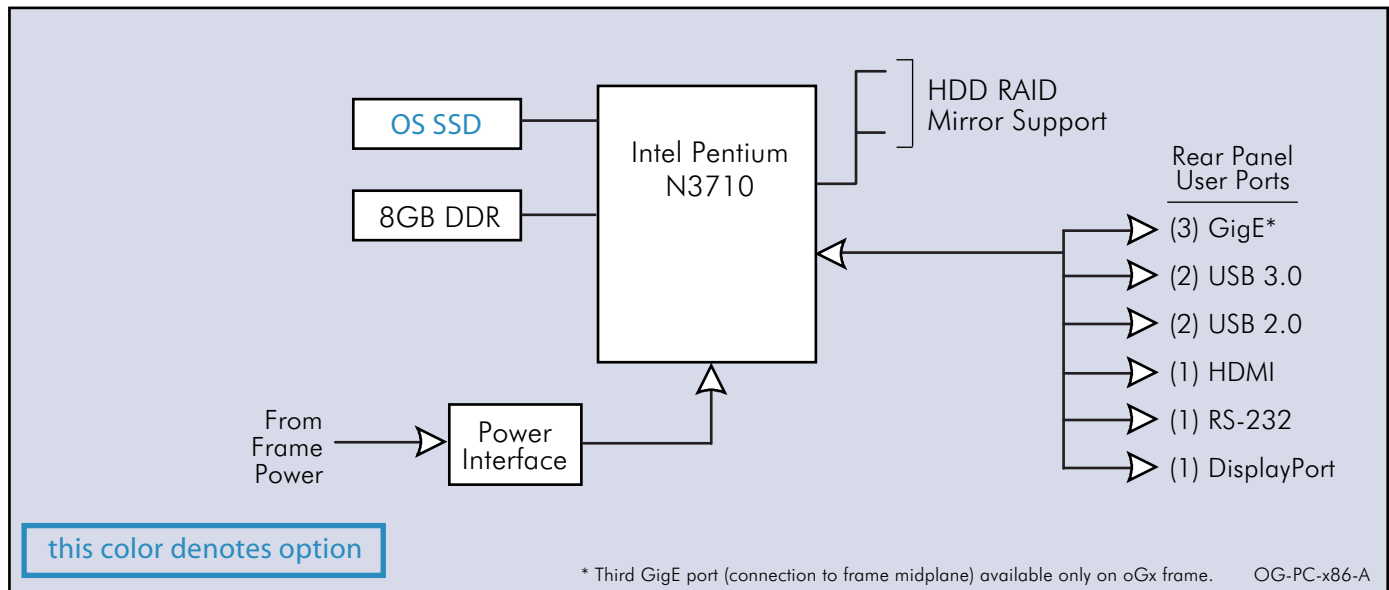 OS SSD
8GB DDR
Intel Pentium
N3710
HDD RAID
Mirror Support
Rear Panel
User Ports
(3) GigE*
(2) USB 3.0
(2) USB 2.0
(1) HDMI
(1) RS-232
(1) DisplayPort
From
Frame
Power
Power
Interface
this color denotes option
* Third GigE port (connection to frame midplane) available only on oGx frame.
OG-PC-x86-A